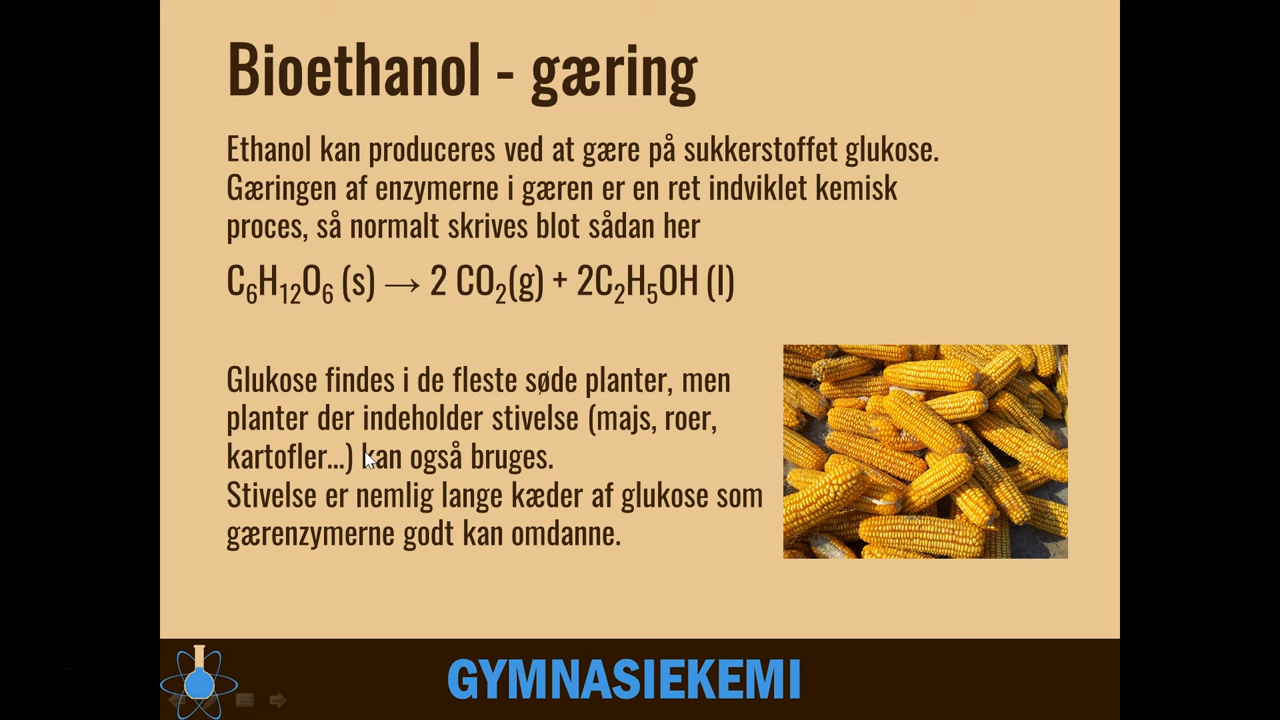 Bioethanol - gæring
Ethanol kan produceres ved at gære på sukkerstoffet glukose.
Gæringen af enzymerne i gæren er en ret indviklet kemisk
proces, så normalt skrives blot sådan her
C₆H₁₂O₆ (s) → 2 CO₂(g) + 2C₂H₅OH (l)
Glukose findes i de fleste søde planter, men
planter der indeholder stivelse (majs, roer,
kartofler...) kan også bruges.
Stivelse er nemlig lange kæder af glukose som
gærenzymerne godt kan omdanne.
GYMNASIEKEMI